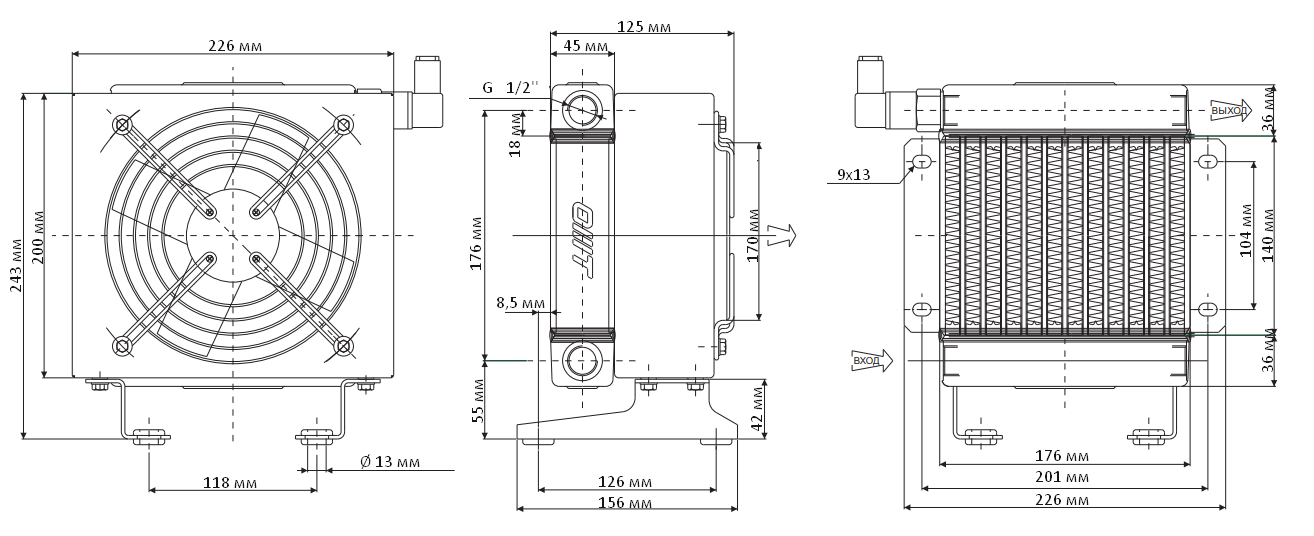 226 мм
243 мм
200 мм
118 мм
Ø 13 мм
125 мм
45 мм
G 1/2"
18 мм
176 мм
8,5 мм
55 мм
170 мм
42 мм
126 мм
156 мм
36 мм
ВЫХОД
9x13
104 мм
140 мм
ВХОД
36 мм
176 мм
201 мм
226 мм